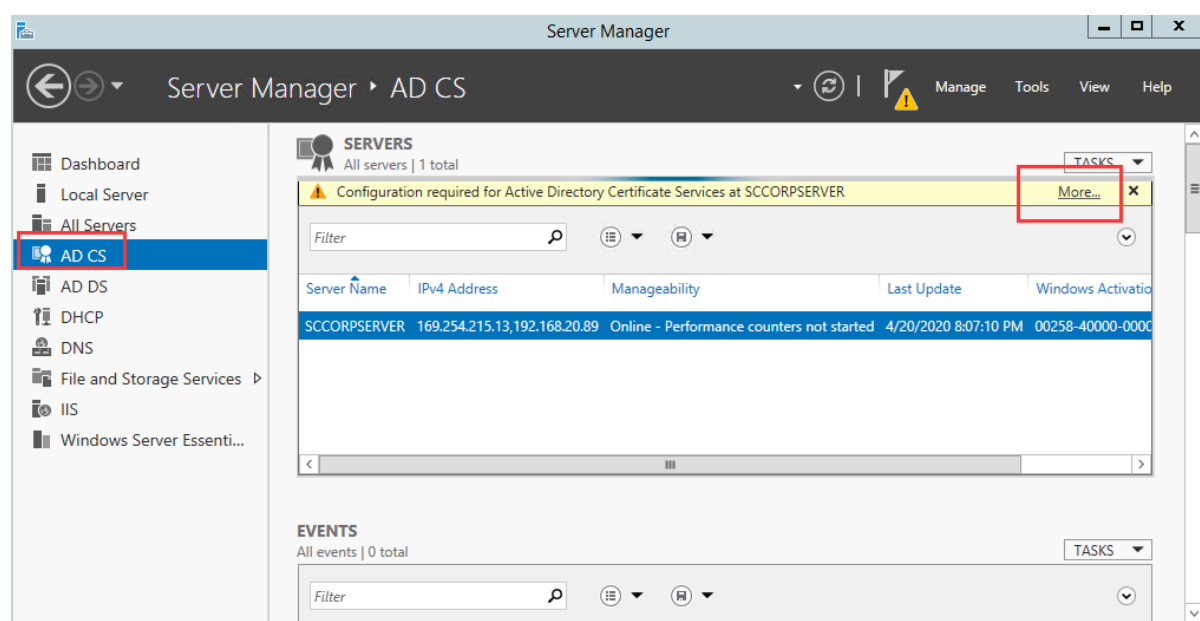 Server Manager
Server Manager ‣ AD CS
Manage Tools View Help
Dashboard
Local Server
All Servers
AD CS
AD DS
DHCP
DNS
File and Storage Services
IIS
Windows Server Essenti...
SERVERS
All servers | 1 total
TASKS
Configuration required for Active Directory Certificate Services at SCCORPSERVER More...
Filter
Server Name IPv4 Address Manageability Last Update Windows Activatio
SCCORPSERVER 169.254.215.13,192.168.20.89 Online - Performance counters not started 4/20/2020 8:07:10 PM 00258-40000-0000
EVENTS
All events | 0 total
TASKS
Filter